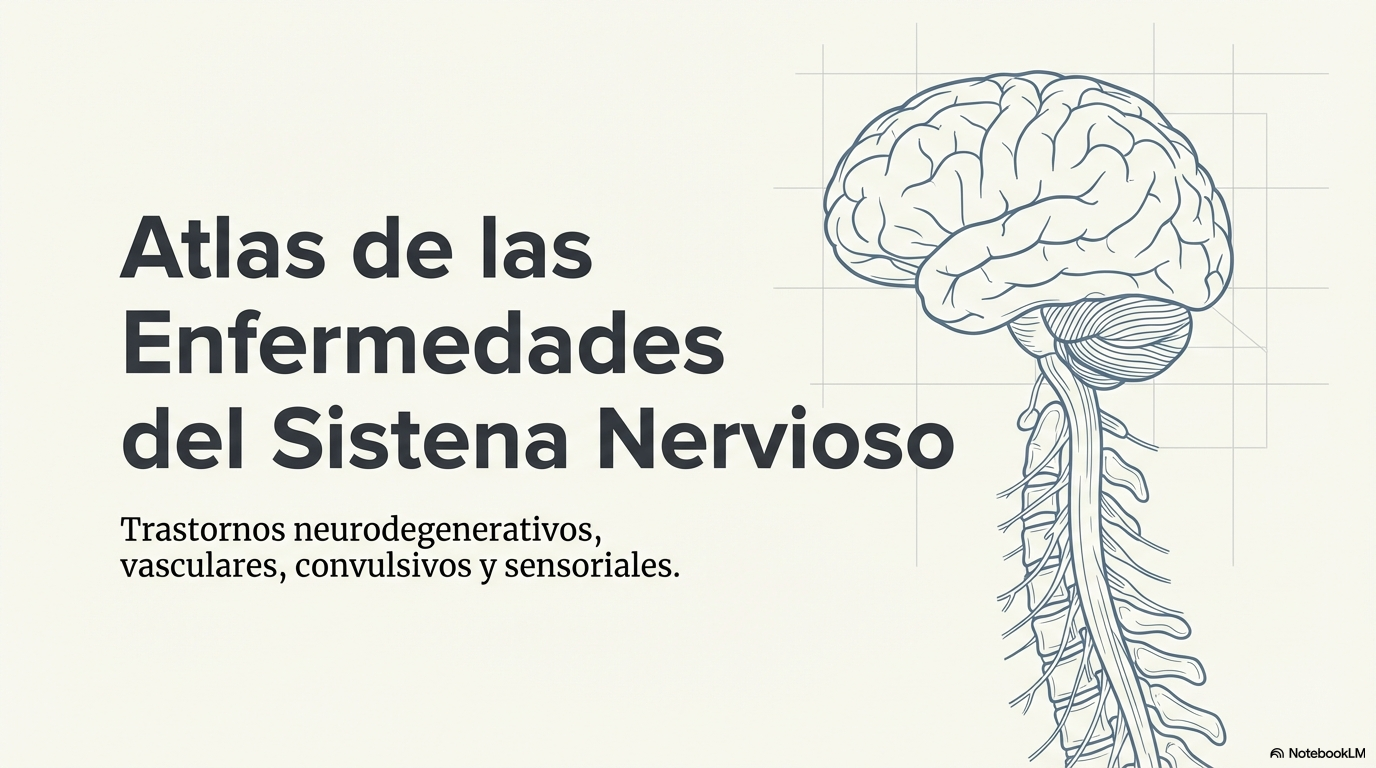 Atlas de las
Enfermedades
del Sistena Nervioso
Trastornos neurodegenerativos,
vasculares, convulsivos y sensoriales.
NotebookLM